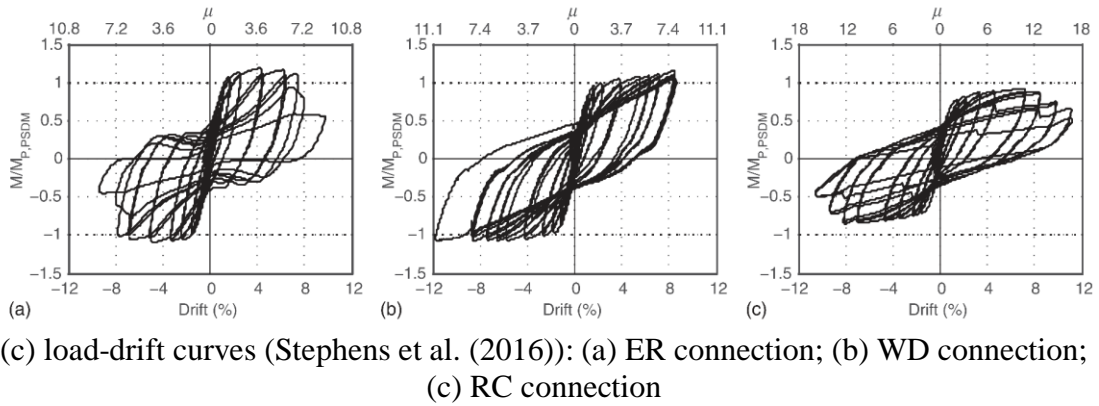 μ μ μ
10.8 7.2 3.6 0 3.6 7.2 10.8 11.1 7.4 3.7 0 3.7 7.4 11.1 18 12 6 0 6 12 18
1.5 1.5 1.5
1 1 1
0.5 0.5 0.5
M/MP,PSDM 0 M/MP,PSDM 0 M/MP,PSDM 0
−0.5 −0.5 −0.5
−1 −1 −1
−1.5 −1.5 −1.5
−12 −8 −4 0 4 8 12 −12 −8 −4 0 4 8 12 −12 −8 −4 0 4 8 12
(a) Drift (%) (b) Drift (%) (c) Drift (%)
(c) load-drift curves (Stephens et al. (2016)): (a) ER connection; (b) WD connection;
(c) RC connection